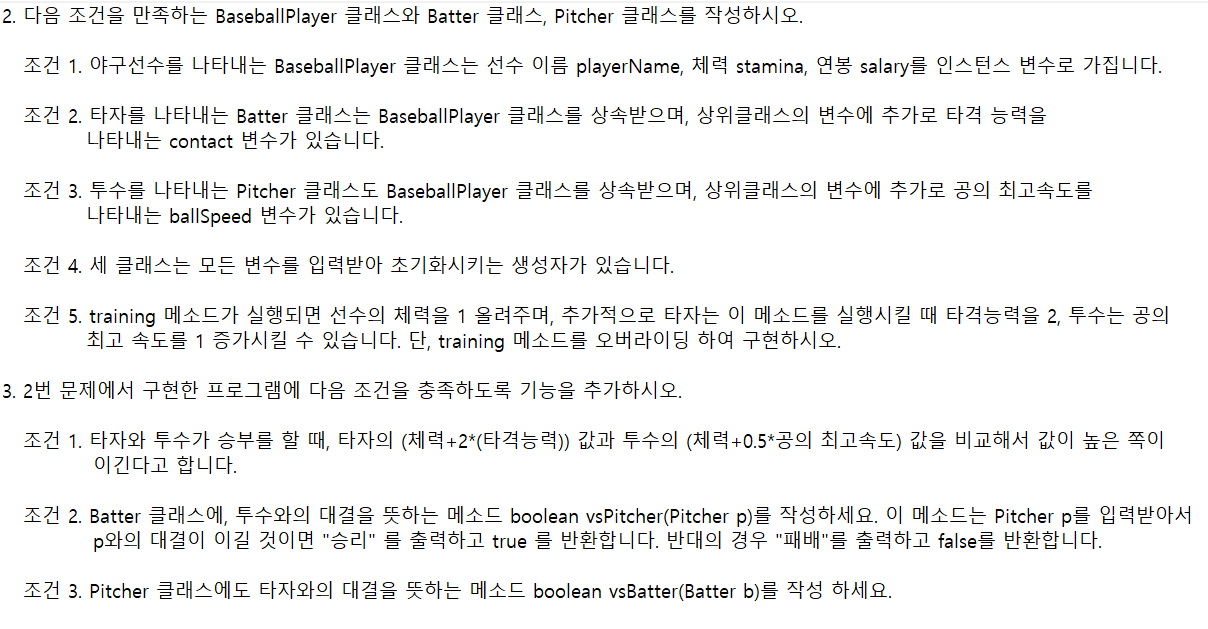 2. 다음 조건을 만족하는 BaseballPlayer 클래스와 Batter 클래스, Pitcher 클래스를 작성하시오.
조건 1. 야구선수를 나타내는 BaseballPlayer 클래스는 선수 이름 playerName, 체력 stamina, 연봉 salary를 인스턴스 변수로 가집니다.
조건 2. 타자를 나타내는 Batter 클래스는 BaseballPlayer 클래스를 상속받으며, 상위클래스의 변수에 추가로 타격 능력을
나타내는 contact 변수가 있습니다.
조건 3. 투수를 나타내는 Pitcher 클래스도 BaseballPlayer 클래스를 상속받으며, 상위클래스의 변수에 추가로 공의 최고속도를
나타내는 ballSpeed 변수가 있습니다.
조건 4. 세 클래스는 모든 변수를 입력받아 초기화시키는 생성자가 있습니다.
조건 5. training 메소드가 실행되면 선수의 체력을 1 올려주며, 추가적으로 타자는 이 메소드를 실행시킬 때 타격능력을 2, 투수는 공의
최고 속도를 1 증가시킬 수 있습니다. 단, training 메소드를 오버라이딩 하여 구현하시오.
3. 2번 문제에서 구현한 프로그램에 다음 조건을 충족하도록 기능을 추가하시오.
조건 1. 타자와 투수가 승부를 할 때, 타자의 (체력+2*(타격능력)) 값과 투수의 (체력+0.5*공의 최고속도) 값을 비교해서 값이 높은 쪽이
이긴다고 합니다.
조건 2. Batter 클래스에, 투수와의 대결을 뜻하는 메소드 boolean vsPitcher(Pitcher p)를 작성하세요. 이 메소드는 Pitcher p를 입력받아서
p와의 대결이 이길 것이면 "승리" 를 출력하고 true 를 반환합니다. 반대의 경우 "패배"를 출력하고 false를 반환합니다.
조건 3. Pitcher 클래스에도 타자와의 대결을 뜻하는 메소드 boolean vsBatter(Batter b)를 작성 하세요.